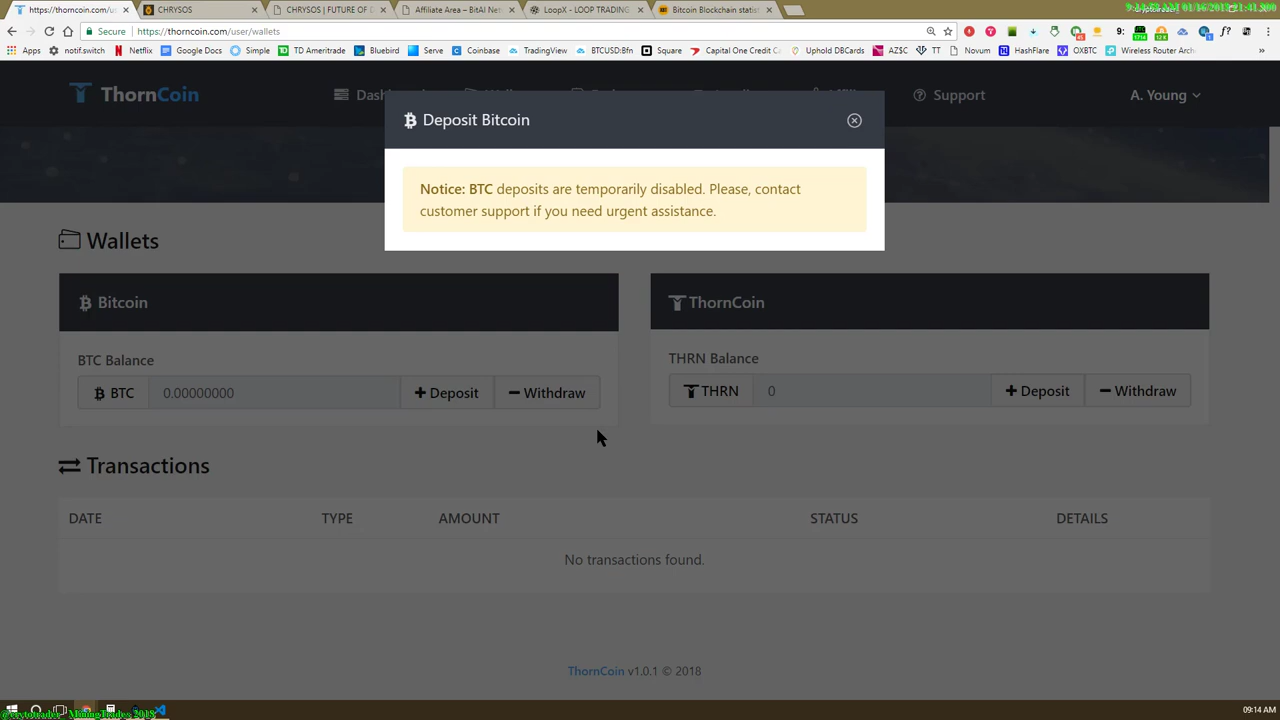 https://thorncoin.com/us
CHRYSOS
CHRYSOS | FUTURE OF D
Affiliate Area – BitAI Net
LoopX - LOOP TRADING
Bitcoin Blockchain statis
Secure
https://thorncoin.com/user/wallets
Apps
notif.switch
Netflix
Google Docs
Simple
TD Ameritrade
Bluebird
Sens
Coinbase
TradingView
BTCUSD:Bfn
Square
Capital One Credit C
Uphold DBCards
AZ$C
TT
Novum
HashFlare
OXBTC
Wireless Router Arch
ThornCoin
Dash
Support
A. Young
Deposit Bitcoin
Notice: BTC deposits are temporarily disabled. Please, contact
customer support if you need urgent assistance.
Wallets
Bitcoin
ThornCoin
BTC Balance
THRN Balance
BTC
0.00000000
Deposit
Withdraw
THRN
0
Deposit
Withdraw
Transactions
DATE
TYPE
AMOUNT
STATUS
DETAILS
No transactions found.
ThornCoin v1.0.1 © 2018
09:14 AM